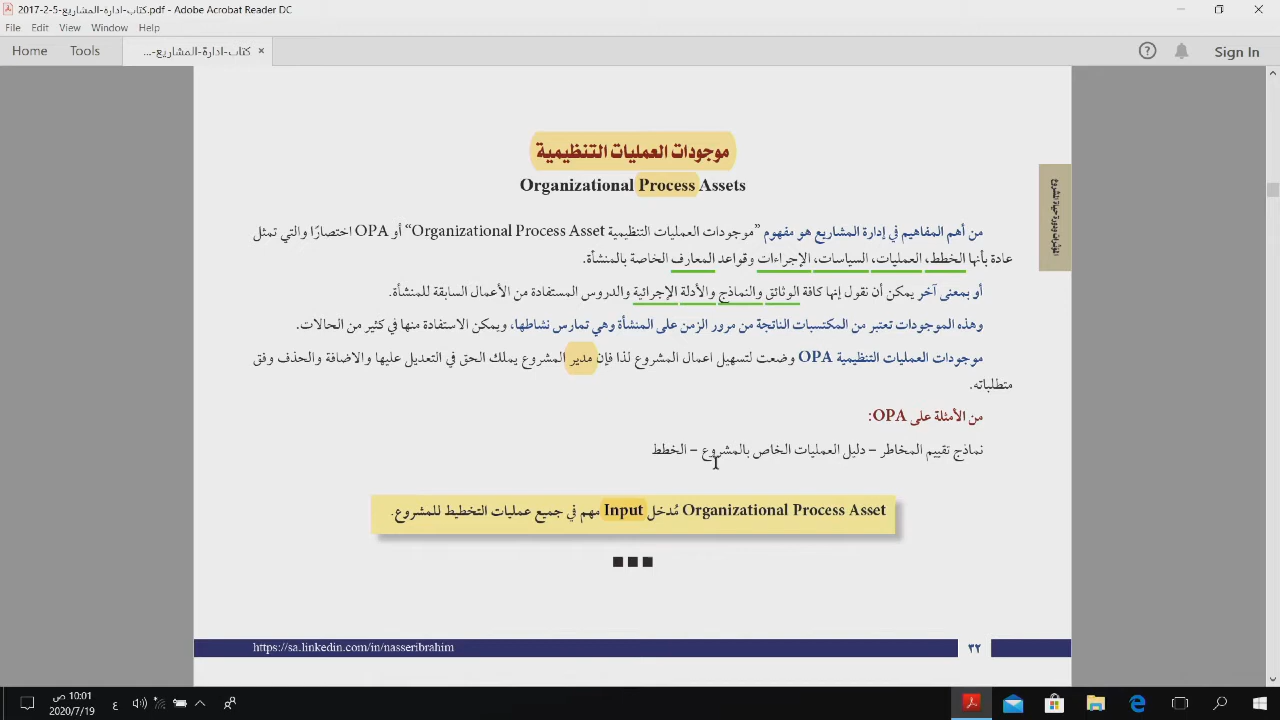 كتاب-ادارة-المشاريع-5-2-2017.pdf - Adobe Acrobat Reader DC
File Edit View Window Help
Home Tools كتاب-ادارة-المشاريع-... × Sign In
موجودات العمليات التنظيمية
Organizational Process Assets
المؤثرات ودورة حياة المشروع
من أهم المفاهيم في إدارة المشاريع هو مفهوم "موجودات العمليات التنظيمية Organizational Process Asset" أو OPA اختصارًا والتي تمثل
عادة بأنها الخطط، العمليات، السياسات، الإجراءات وقواعد المعارف الخاصة بالمنشأة.
أو بمعنى آخر يمكن أن نقول إنها كافة الوثائق والنماذج والأدلة الإجرائية والدروس المستفادة من الأعمال السابقة للمنشأة.
وهذه الموجودات تعتبر من المكتسبات الناتجة من مرور الزمن على المنشأة وهي تمارس نشاطها، ويمكن الاستفادة منها في كثير من الحالات.
موجودات العمليات التنظيمية OPA وضعت لتسهيل اعمال المشروع لذا فإن مدير المشروع يملك الحق في التعديل عليها والاضافة والحذف وفق
متطلباته.
من الأمثلة على OPA:
نماذج تقييم المخاطر – دليل العمليات الخاص بالمشروع – الخطط
Organizational Process Asset مُدخل Input مهم في جميع عمليات التخطيط للمشروع.
https://sa.linkedin.com/in/nasseribrahim ٣٢
10:01 ص
ع
2020/7/19